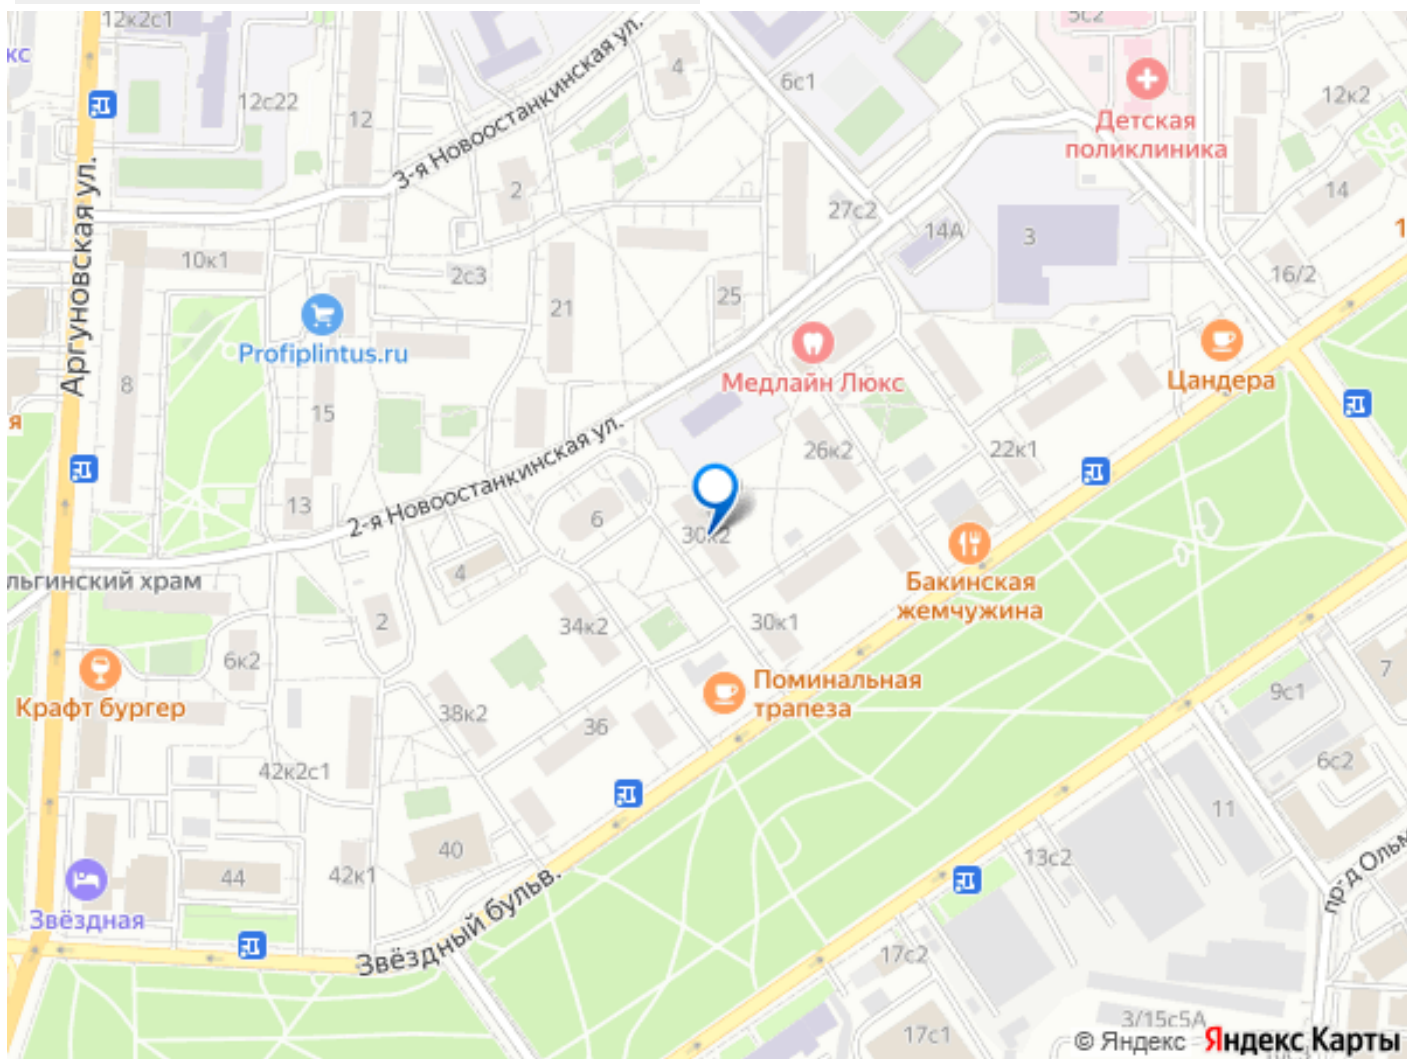 12к2с1
5с2
кс
4
6с1
12с22
12
12к2
Детская
поликлиника
3-я Новоостанкинская ул.
2
14
27с2
14А
3
1
Аргуновская ул.
10к1
2с3
16/2
25
21
Profiplintus.ru
Медлайн Люкс
Цандера
8
15
я
26к2
22к1
2-я Новоостанкинская ул.
13
6
30к2
льгинский храм
4
Бакинская
жемчужина
2
34к2
30к1
6к2
Поминальная
трапеза
7
9с1
Крафт бургер
38к2
36
42к2с1
6с2
11
40
13с2
44
42к1
пр-д Ольм
Звёздная
Звёздный бульв.
17с2
3/15с5А
17с1
© Яндекс Яндекс Карты